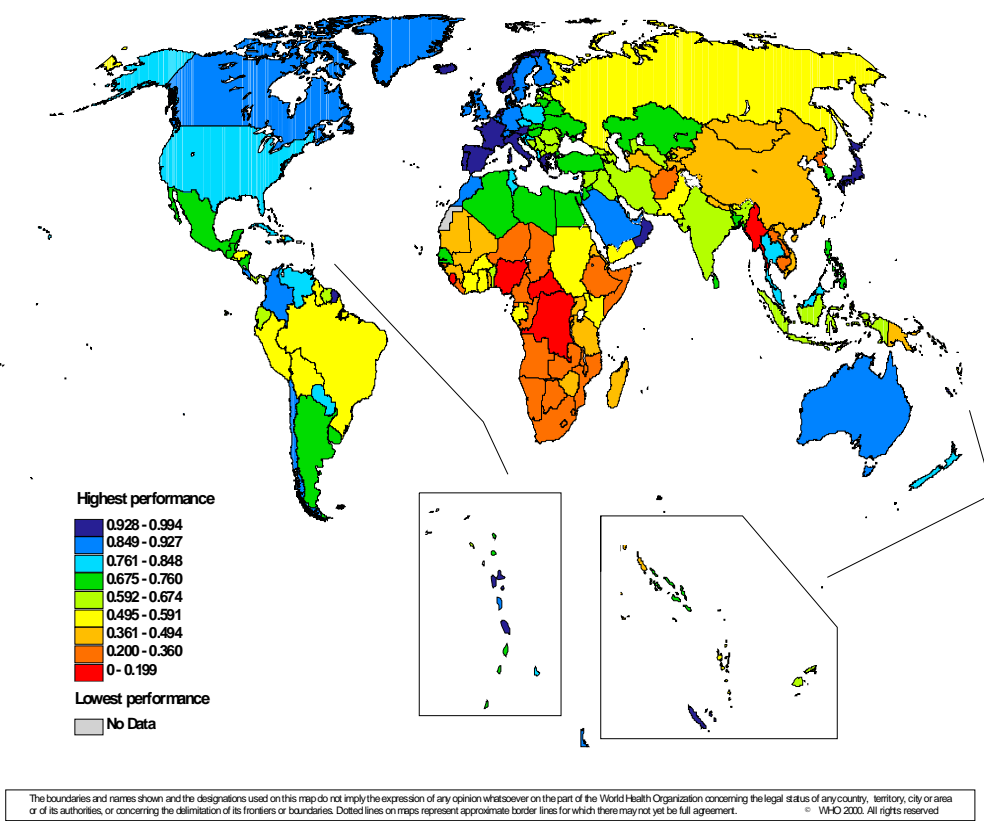 Highest performance
0.928 - 0.994
0.849 - 0.927
0.761 - 0.848
0.675 - 0.760
0.592 - 0.674
0.495 - 0.591
0.361 - 0.494
0.200 - 0.360
0 - 0.199
Lowest performance
No Data
The boundaries and names shown and the designations used on this map do not imply the expression of any opinion whatsoever on the part of the World Health Organization concerning the legal status of any country, territory, city or area
or of its authorities, or concerning the delimitation of its frontiers or boundaries. Dotted lines on maps represent approximate border lines for which there may not yet be full agreement. © WHO 2000. All rights reserved